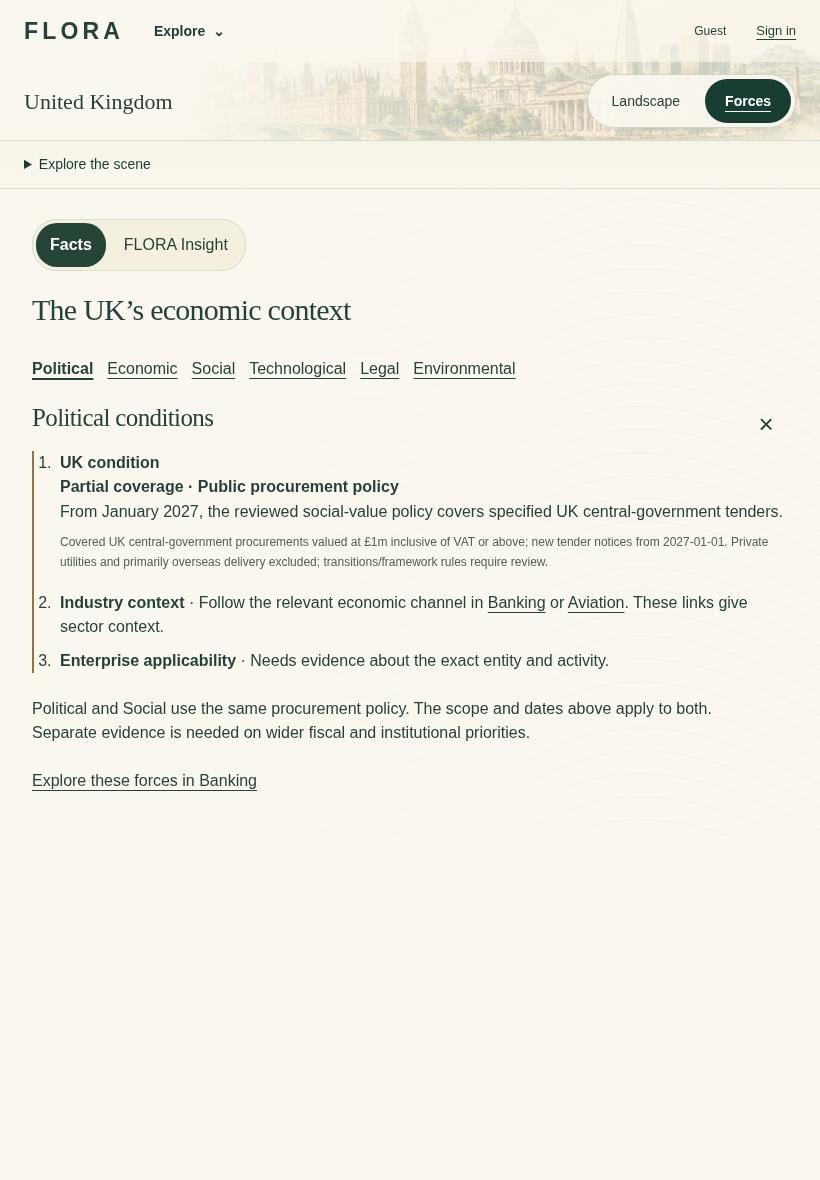 FLORA
Explore
Guest
Sign in
United Kingdom
Landscape
Forces
Explore the scene
Facts
FLORA Insight
The UK’s economic context
Political Economic Social Technological Legal Environmental
Political conditions
1. UK condition
Partial coverage · Public procurement policy
From January 2027, the reviewed social-value policy covers specified UK central-government tenders.
Covered UK central-government procurements valued at £1m inclusive of VAT or above; new tender notices from 2027-01-01. Private
utilities and primarily overseas delivery excluded; transitions/framework rules require review.
2. Industry context · Follow the relevant economic channel in Banking or Aviation. These links give
sector context.
3. Enterprise applicability · Needs evidence about the exact entity and activity.
Political and Social use the same procurement policy. The scope and dates above apply to both.
Separate evidence is needed on wider fiscal and institutional priorities.
Explore these forces in Banking